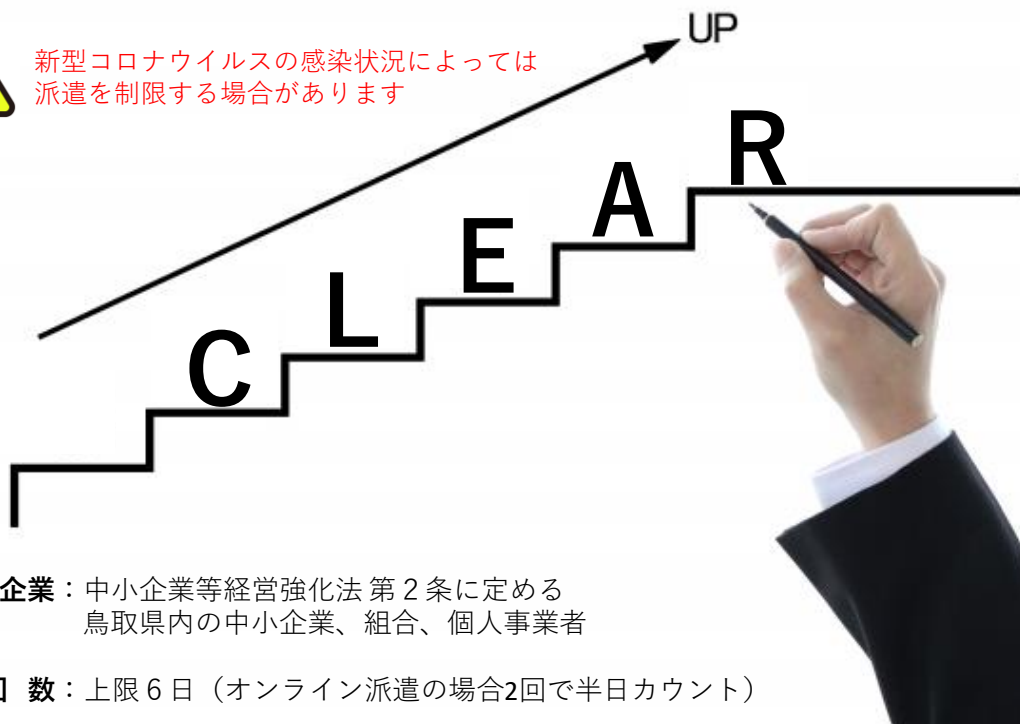 UP
新型コロナウイルスの感染状況によっては
派遣を制限する場合があります
R
A
E
L
C
企業：中小企業等経営強化法 第２条に定める
鳥取県内の中小企業、組合、個人事業者
数：上限６日（オンライン派遣の場合2回で半日カウント）